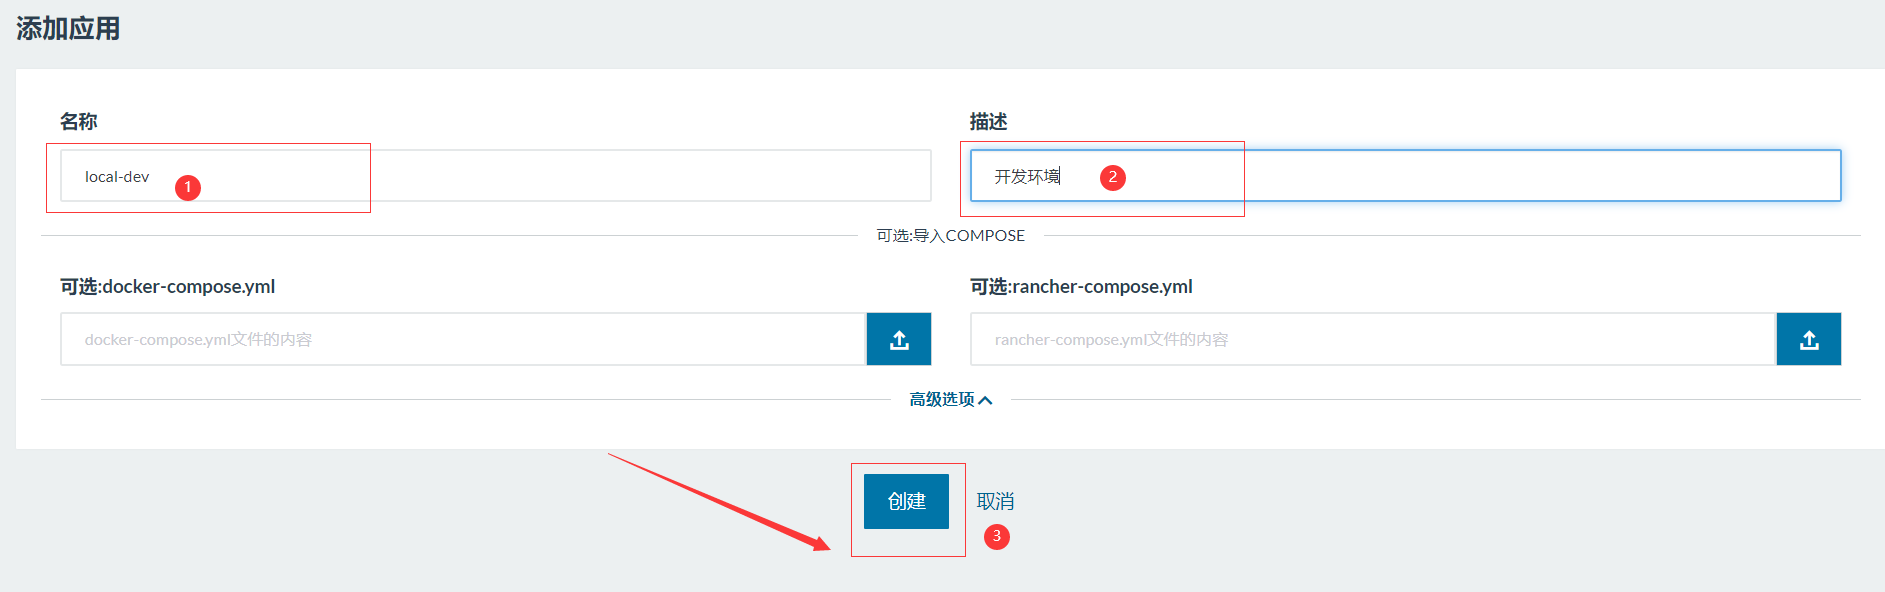 添加应用
名称
描述
local-dev
1
开发环境
2
可选:导入COMPOSE
可选:docker-compose.yml
可选:rancher-compose.yml
docker-compose.yml文件的内容
rancher-compose.yml文件的内容
高级选项
创建
取消
3